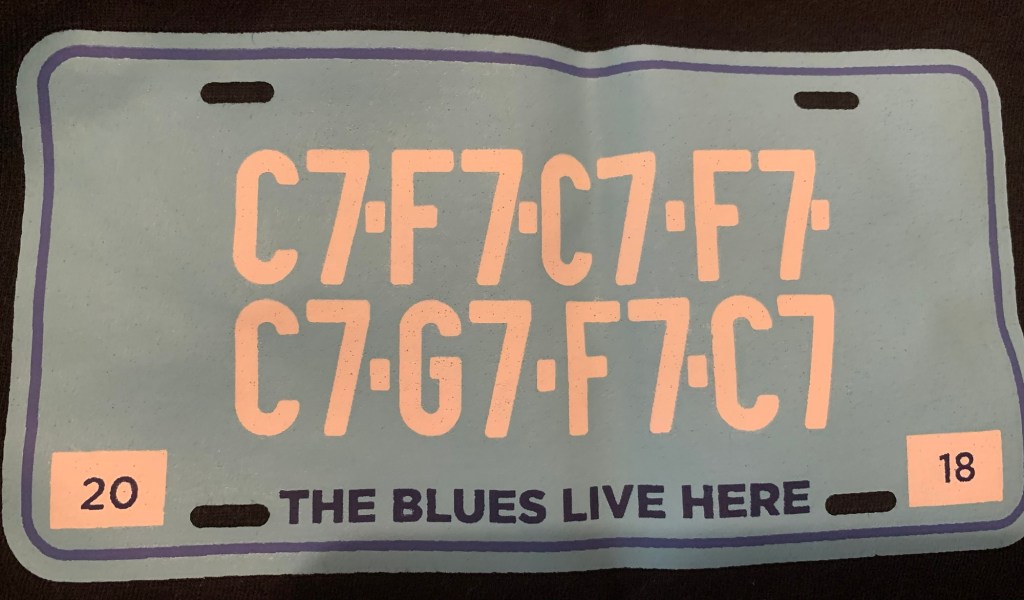 C7·F7·C7·F7·
C7·G7·F7·C7
20
THE BLUES LIVE HERE
18